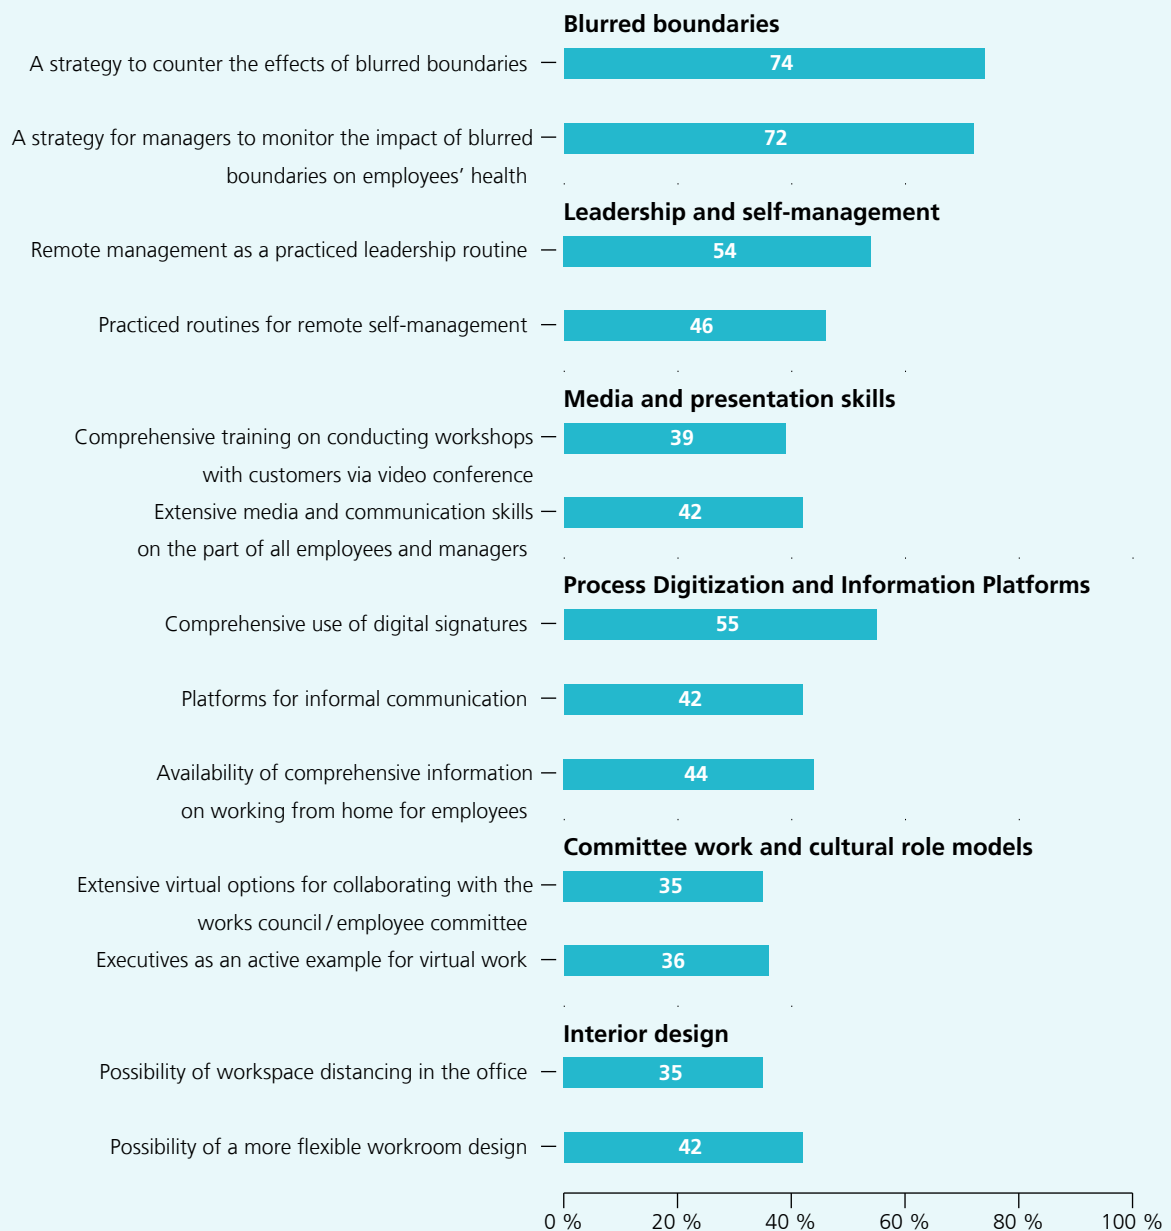 Blurred boundaries
A strategy to counter the effects of blurred boundaries
74
A strategy for managers to monitor the impact of blurred
boundaries on employees’ health
72
Leadership and self-management
Remote management as a practiced leadership routine
54
Practiced routines for remote self-management
46
Media and presentation skills
Comprehensive training on conducting workshops
with customers via video conference
39
Extensive media and communication skills
on the part of all employees and managers
42
Process Digitization and Information Platforms
Comprehensive use of digital signatures
55
Platforms for informal communication
42
Availability of comprehensive information
on working from home for employees
44
Committee work and cultural role models
Extensive virtual options for collaborating with the
works council / employee committee
35
Executives as an active example for virtual work
36
Interior design
Possibility of workspace distancing in the office
35
Possibility of a more flexible workroom design
42
0 % 20 % 40 % 60 % 80 % 100 %